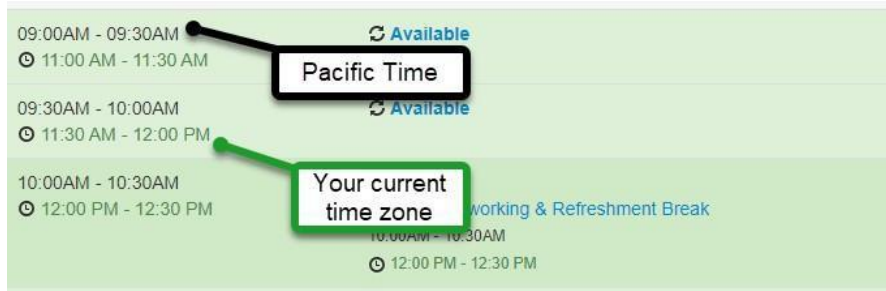 09:00AM - 09:30AM
Available
11:00 AM - 11:30 AM
Pacific Time
09:30AM - 10:00AM
Available
11:30 AM - 12:00 PM
10:00AM - 10:30AM
12:00 PM - 12:30 PM
Your current
time zone
& Refreshment Break
10:00AM - 10:30AM
12:00 PM - 12:30 PM